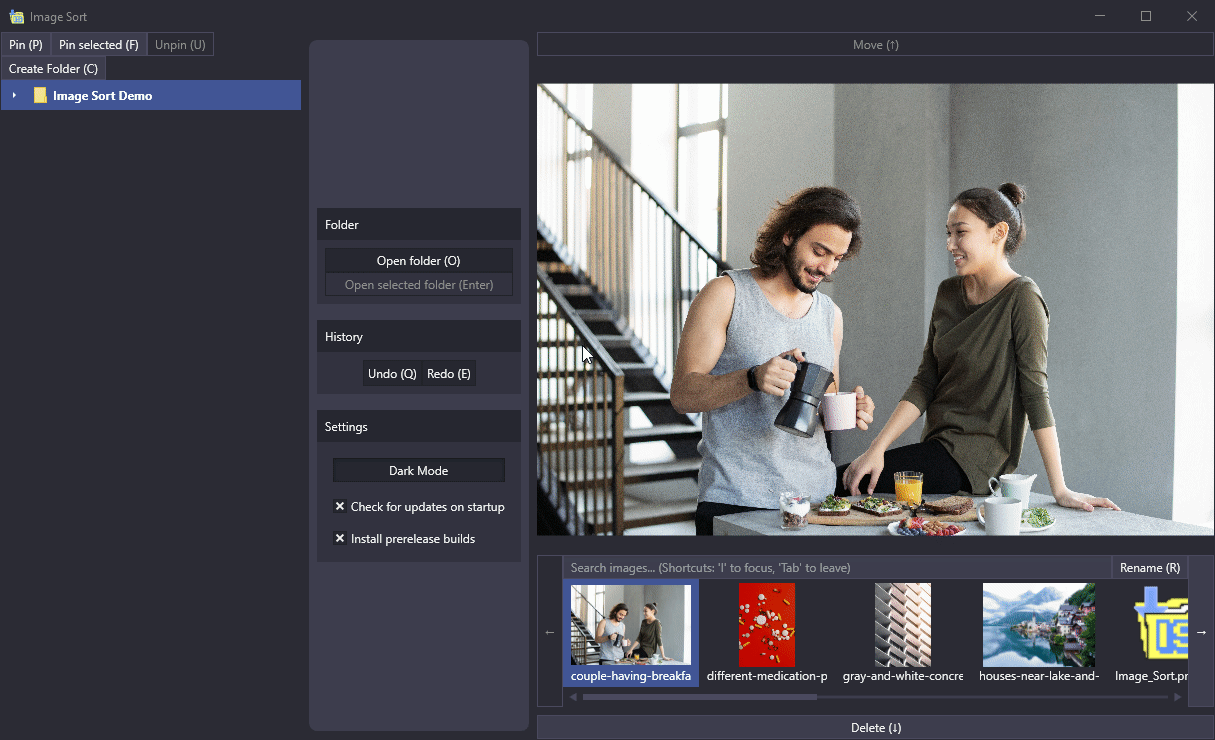 Image Sort
Pin (P) Pin selected (F) Unpin (U)
Create Folder (C)
Image Sort Demo
Folder
Open folder (O)
Open selected folder (Enter)
History
Undo (Q) Redo (E)
Settings
Dark Mode
Check for updates on startup
Install prerelease builds
Move (↑)
Search images... (Shortcuts: 'I' to focus, 'Tab' to leave)
Rename (R)
couple-having-breakfa
different-medication-p
gray-and-white-concre
houses-near-lake-and-
Image_Sort.pr
Delete (↓)